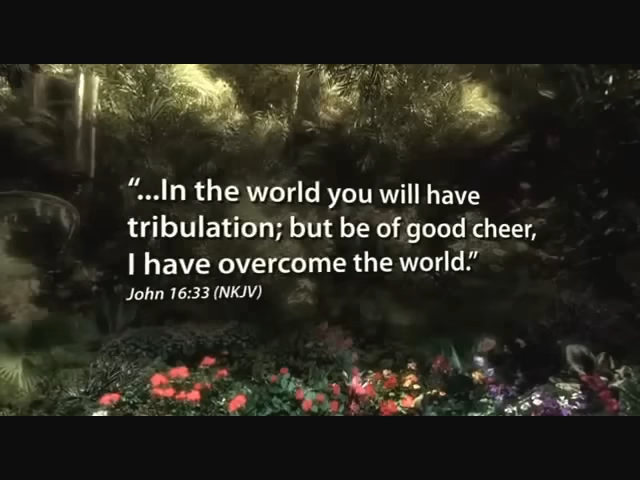 “...In the world you will have
tribulation; but be of good cheer,
I have overcome the world.”
John 16:33 (NKJV)